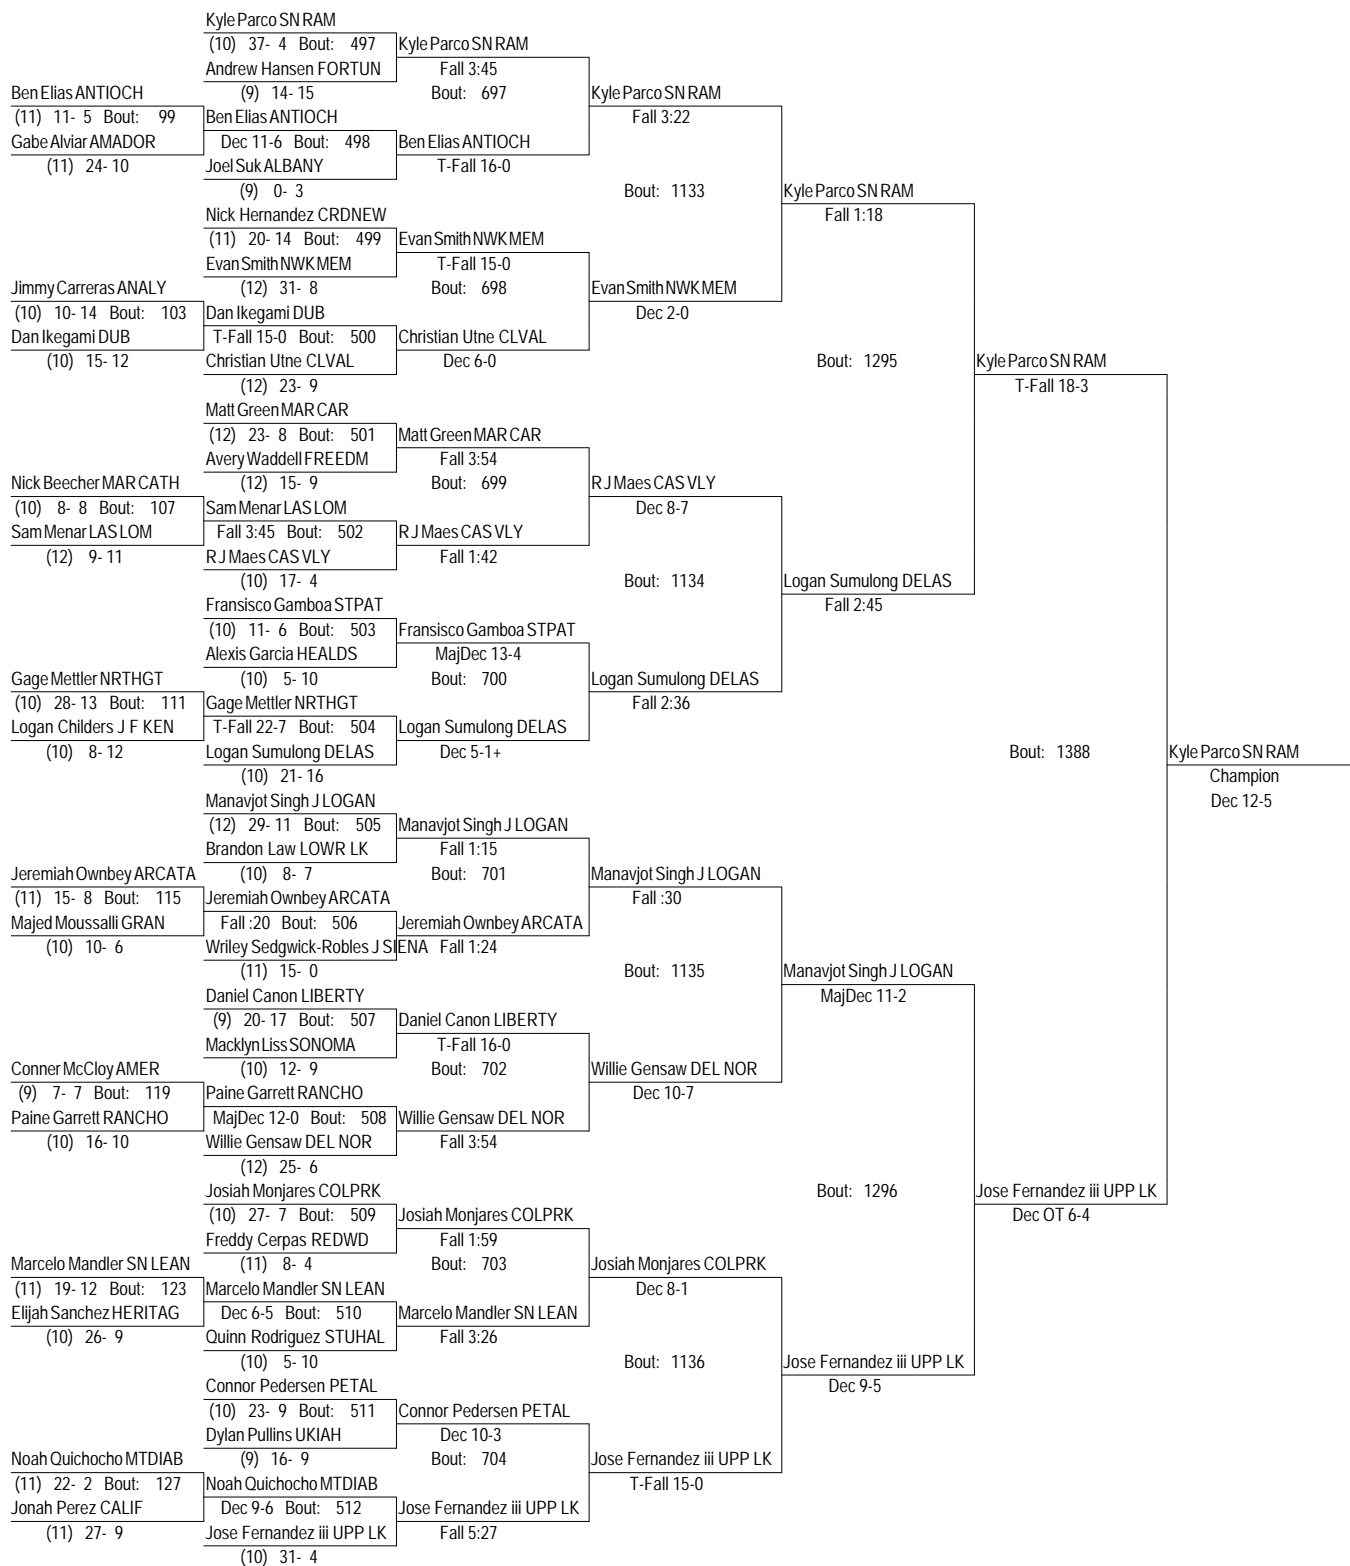 Kyle Parco SN RAM
(10) 37- 4 Bout: 497 Kyle Parco SN RAM
Andrew Hansen FORTUN Fall 3:45
Ben Elias ANTIOCH (9) 14- 15 Bout: 697 Kyle Parco SN RAM
(11) 11- 5 Bout: 99 Ben Elias ANTIOCH Fall 3:22
Gabe Alviar AMADOR Dec 11-6 Bout: 498 Ben Elias ANTIOCH
(11) 24- 10 Joel Suk ALBANY T-Fall 16-0
(9) 0- 3 Bout: 1133 Kyle Parco SN RAM
Nick Hernandez CRDNEW Fall 1:18
(11) 20- 14 Bout: 499 Evan Smith NWK MEM
Evan Smith NWK MEM T-Fall 15-0
Jimmy Carreras ANALY (12) 31- 8 Bout: 698 Evan Smith NWK MEM
(10) 10- 14 Bout: 103 Dan Ikegami DUB Dec 2-0
Dan Ikegami DUB T-Fall 15-0 Bout: 500 Christian Utne CLVAL
(10) 15- 12 Christian Utne CLVAL Dec 6-0 Bout: 1295 Kyle Parco SN RAM
(12) 23- 9 T-Fall 18-3
Matt Green MAR CAR
(12) 23- 8 Bout: 501 Matt Green MAR CAR
Avery Waddell FREEDM Fall 3:54
Nick Beecher MAR CATH (12) 15- 9 Bout: 699 R J Maes CAS VLY
(10) 8- 8 Bout: 107 Sam Menar LAS LOM Dec 8-7
Sam Menar LAS LOM Fall 3:45 Bout: 502 R J Maes CAS VLY
(12) 9- 11 R J Maes CAS VLY Fall 1:42
(10) 17- 4 Bout: 1134 Logan Sumulong DELAS
Fransisco Gamboa STPAT Fall 2:45
(10) 11- 6 Bout: 503 Fransisco Gamboa STPAT
Alexis Garcia HEALDS MajDec 13-4
Gage Mettler NRTHGT (10) 5- 10 Bout: 700 Logan Sumulong DELAS
(10) 28- 13 Bout: 111 Gage Mettler NRTHGT Fall 2:36
Logan Childers J F KEN T-Fall 22-7 Bout: 504 Logan Sumulong DELAS
(10) 8- 12 Logan Sumulong DELAS Dec 5-1+ Bout: 1388 Kyle Parco SN RAM
(10) 21- 16 Champion
Manavjot Singh J LOGAN Dec 12-5
(12) 29- 11 Bout: 505 Manavjot Singh J LOGAN
Brandon Law LOWR LK Fall 1:15
Jeremiah Ownbey ARCATA (10) 8- 7 Bout: 701 Manavjot Singh J LOGAN
(11) 15- 8 Bout: 115 Jeremiah Ownbey ARCATA Fall :30
Majed Moussalli GRAN Fall :20 Bout: 506 Jeremiah Ownbey ARCATA
(10) 10- 6 Wriley Sedgwick-Robles J SIENA Fall 1:24
(11) 15- 0 Bout: 1135 Manavjot Singh J LOGAN
Daniel Canon LIBERTY MajDec 11-2
(9) 20- 17 Bout: 507 Daniel Canon LIBERTY
Macklyn Liss SONOMA T-Fall 16-0
Conner McCloy AMER (10) 12- 9 Bout: 702 Willie Gensaw DEL NOR
(9) 7- 7 Bout: 119 Paine Garrett RANCHO Dec 10-7
Paine Garrett RANCHO MajDec 12-0 Bout: 508 Willie Gensaw DEL NOR
(10) 16- 10 Willie Gensaw DEL NOR Fall 3:54
(12) 25- 6
Josiah Monjares COLPRK Bout: 1296 Jose Fernandez iii UPP LK
(10) 27- 7 Bout: 509 Josiah Monjares COLPRK Dec OT 6-4
Freddy Cerpas REDWD Fall 1:59
Marcelo Mandler SN LEAN (11) 8- 4 Bout: 703 Josiah Monjares COLPRK
(11) 19- 12 Bout: 123 Marcelo Mandler SN LEAN Dec 8-1
Elijah Sanchez HERITAG Dec 6-5 Bout: 510 Marcelo Mandler SN LEAN
(10) 26- 9 Quinn Rodriguez STUHAL Fall 3:26
(10) 5- 10 Bout: 1136 Jose Fernandez iii UPP LK
Connor Pedersen PETAL Dec 9-5
(10) 23- 9 Bout: 511 Connor Pedersen PETAL
Dylan Pullins UKIAH Dec 10-3
Noah Quichocho MTDIAB (9) 16- 9 Bout: 704 Jose Fernandez iii UPP LK
(11) 22- 2 Bout: 127 Noah Quichocho MTDIAB T-Fall 15-0
Jonah Perez CALIF Dec 9-6 Bout: 512 Jose Fernandez iii UPP LK
(11) 27- 9 Jose Fernandez iii UPP LK Fall 5:27
(10) 31- 4